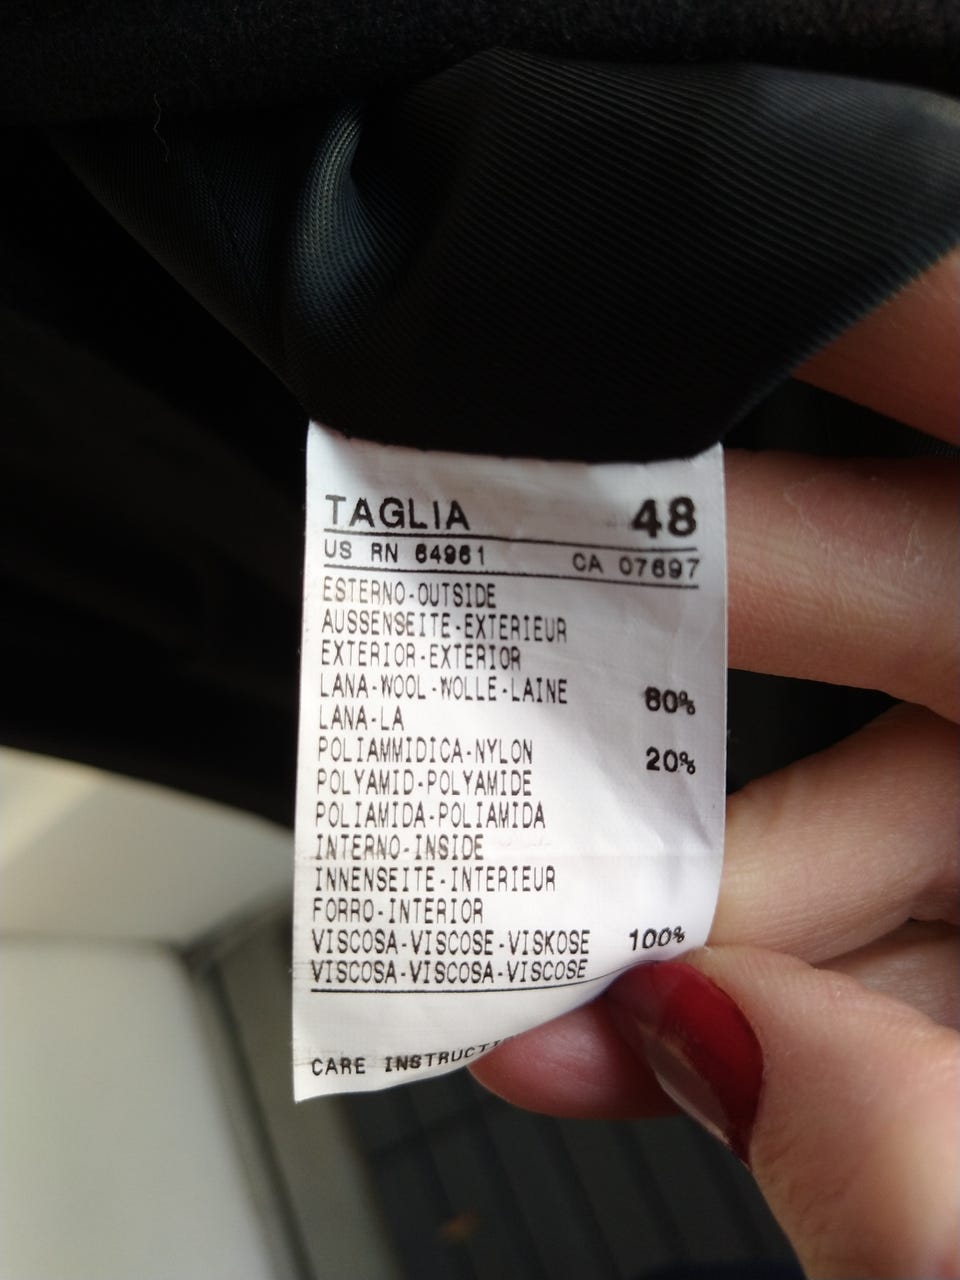 TAGLIA 48
US RN 64961 CA 07697
ESTERNO-OUTSIDE
AUSSENSEITE-EXTERIEUR
EXTERIOR-EXTERIOR
LANA-WOOL-WOLLE-LAINE 80%
LANA-LA
POLIAMMIDICA-NYLON 20%
POLYAMID-POLYAMIDE
POLIAMIDA-POLIAMIDA
INTERNO-INSIDE
INNENSEITE-INTERIEUR
FORRO-INTERIOR
VISCOSA-VISCOSE-VISKOSE 100%
VISCOSA-VISCOSA-VISCOSE
CARE